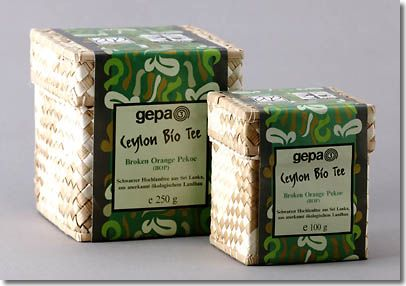 gepa
Ceylon Bio Tee
Broken Orange Pekoe
(BOP)
Schwarzer Hochlandtee aus Sri Lanka,
aus anerkannt ökologischem Landbau
e 250 g
gepa
Ceylon Bio Tee
Broken Orange Pekoe
(BOP)
Schwarzer Hochlandtee aus Sri Lanka,
aus anerkannt ökologischem Landbau
e 100 g